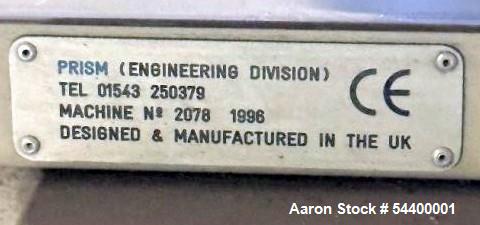 PRISM (ENGINEERING DIVISION)
TEL 01543 250379
MACHINE Nº 2078 1996
DESIGNED & MANUFACTURED IN THE UK
CE
Aaron Stock # 54400001